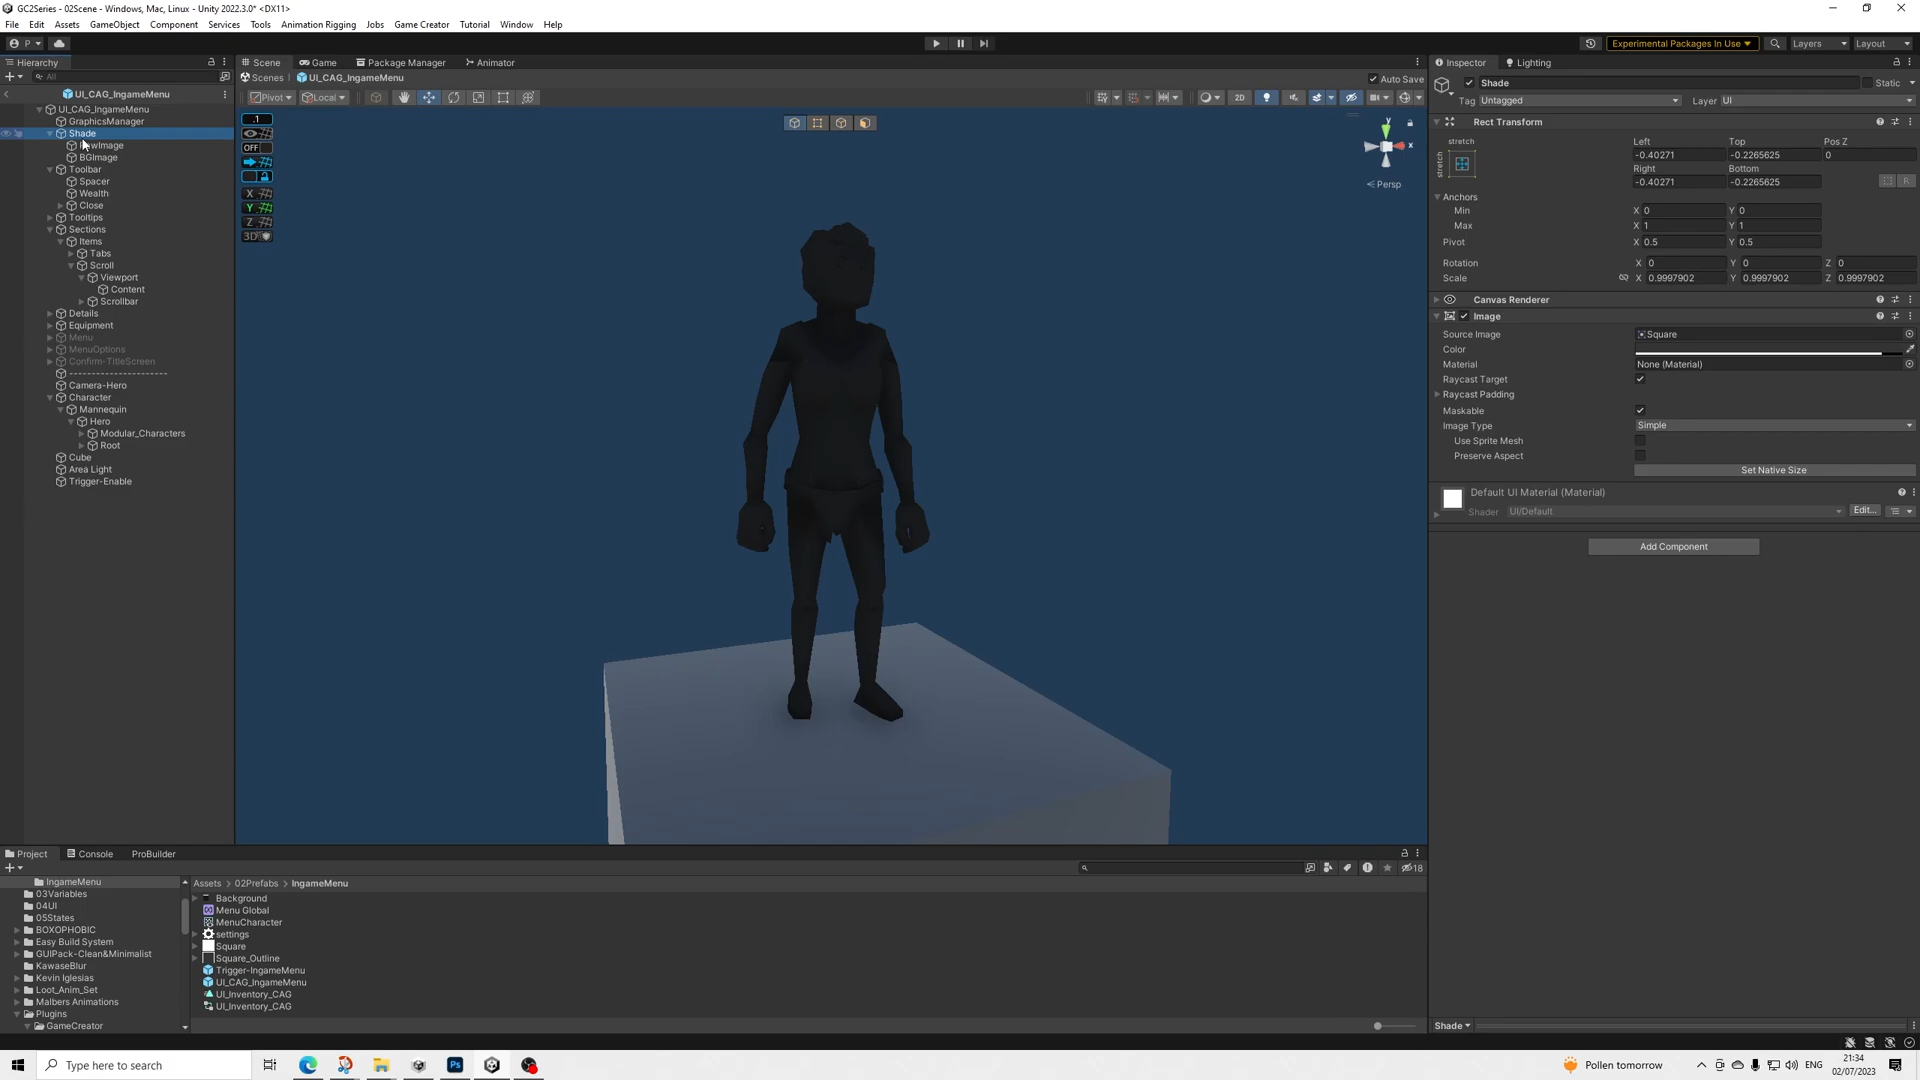 GC2Series - 02Scene - Windows, Mac, Linux - Unity 2022.3.0* <DX11>
File Edit Assets GameObject Component Services Tools Animation Rigging Jobs Game Creator Tutorial Window Help
P Experimental Packages In Use Layers Layout
Hierarchy
All
UI_CAG_IngameMenu
UI_CAG_IngameMenu
GraphicsManager
Shade
BGImage
Toolbar
Spacer
Wealth
Close
Tooltips
Sections
Items
Tabs
Scroll
Viewport
Content
Scrollbar
Details
Equipment
Menu
MenuOptions
Confirm-TitleScreen
----------------------
Camera-Hero
Character
Mannequin
Hero
Modular_Characters
Root
Cube
Area Light
Trigger-Enable
Scene Game Package Manager Animator
Scenes UI_CAG_IngameMenu Auto Save
Pivot Local 2D
.1
OFF
X
Y
Z
3D
y
x
< Persp
Inspector Lighting
Shade Static
Tag Untagged Layer UI
Rect Transform
stretch Left Top Pos Z
stretch
-0.40271 -0.2265625 0
Right Bottom
-0.40271 -0.2265625 R
Anchors
Min X 0 Y 0
Max X 1 Y 1
Pivot X 0.5 Y 0.5
Rotation X 0 Y 0 Z 0
Scale X 0.9997902 Y 0.9997902 Z 0.9997902
Canvas Renderer
Image
Source Image Square
Color
Material None (Material)
Raycast Target
Raycast Padding
Maskable
Image Type Simple
Use Sprite Mesh
Preserve Aspect
Set Native Size
Default UI Material (Material)
Shader UI/Default Edit...
Add Component
Shade
Project Console ProBuilder
18
IngameMenu
03Variables
04UI
05States
BOXOPHOBIC
Easy Build System
GUIPack-Clean&Minimalist
KawaseBlur
Kevin Iglesias
Loot_Anim_Set
Malbers Animations
Plugins
GameCreator
Assets > 02Prefabs > IngameMenu
Background
Menu Global
MenuCharacter
settings
Square
Square_Outline
Trigger-IngameMenu
UI_CAG_IngameMenu
UI_Inventory_CAG
UI_Inventory_CAG
Type here to search
Ps
Pollen tomorrow
ENG
21:34
02/07/2023